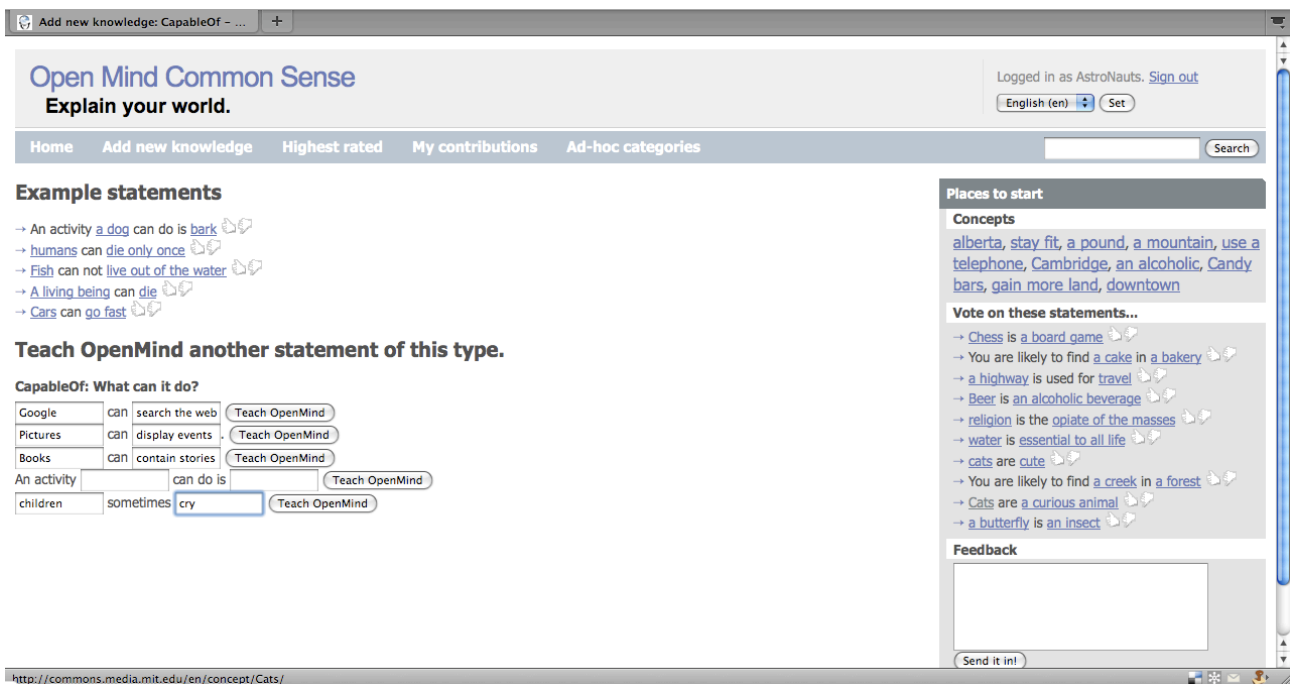 Add new knowledge: CapableOf - ... +
Open Mind Common Sense
Explain your world.
Logged in as AstroNauts. Sign out
English (en) Set
Home Add new knowledge Highest rated My contributions Ad-hoc categories Search
Example statements
→ An activity a dog can do is bark
→ humans can die only once
→ Fish can not live out of the water
→ A living being can die
→ Cars can go fast
Teach OpenMind another statement of this type.
CapableOf: What can it do?
Google can search the web Teach OpenMind
Pictures can display events . Teach OpenMind
Books can contain stories Teach OpenMind
An activity can do is Teach OpenMind
children sometimes cry Teach OpenMind
Places to start
Concepts
alberta, stay fit, a pound, a mountain, use a
telephone, Cambridge, an alcoholic, Candy
bars, gain more land, downtown
Vote on these statements...
→ Chess is a board game
→ You are likely to find a cake in a bakery
→ a highway is used for travel
→ Beer is an alcoholic beverage
→ religion is the opiate of the masses
→ water is essential to all life
→ cats are cute
→ You are likely to find a creek in a forest
→ Cats are a curious animal
→ a butterfly is an insect
Feedback
Send it in!
http://commons.media.mit.edu/en/concept/Cats/